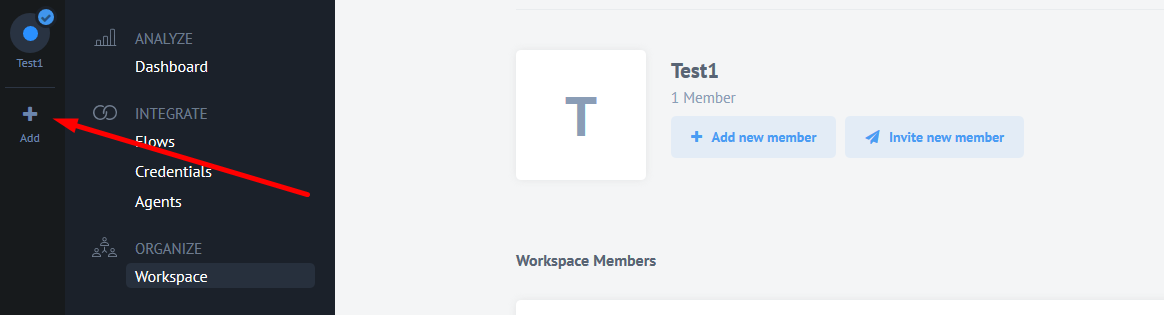 Test1
Add
ANALYZE
Dashboard
INTEGRATE
Flows
Credentials
Agents
ORGANIZE
Workspace
T
Test1
1 Member
Add new member
Invite new member
Workspace Members